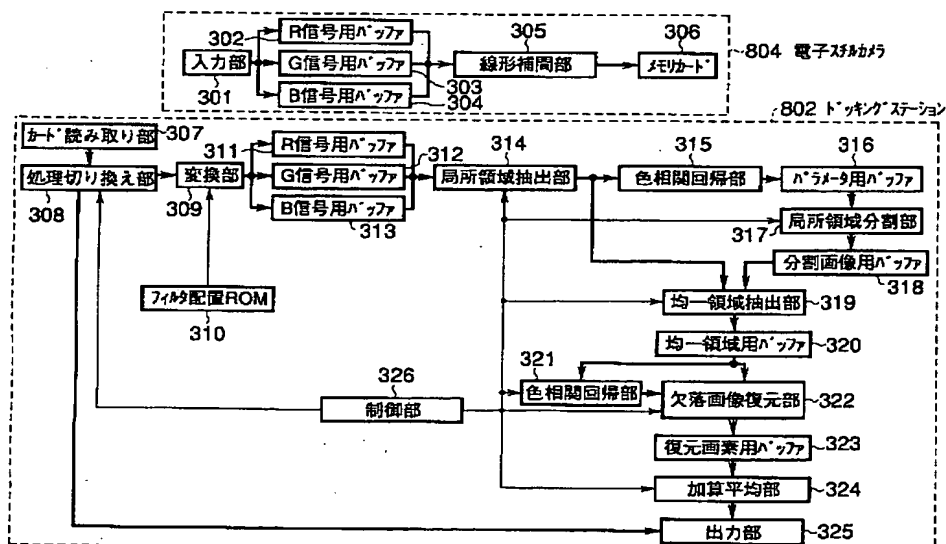 302
R信号用バッファ
305
306
804 電子スチルカメラ
入力部
G信号用バッファ
線形補間部
メモリカード
301
303
B信号用バッファ
304
802 ドッキングステーション
カード読み取り部
307
311
R信号用バッファ
312
314
315
316
処理切り換え部
変換部
G信号用バッファ
局所領域抽出部
色相関回帰部
パラメータ用バッファ
308
309
B信号用バッファ
313
317
局所領域分割部
分割画像用バッファ
318
フィルタ配置ROM
310
均一領域抽出部
319
均一領域用バッファ
320
321
326
色相関回帰部
欠落画像復元部
322
制御部
復元画素用バッファ
323
加算平均部
324
出力部
325